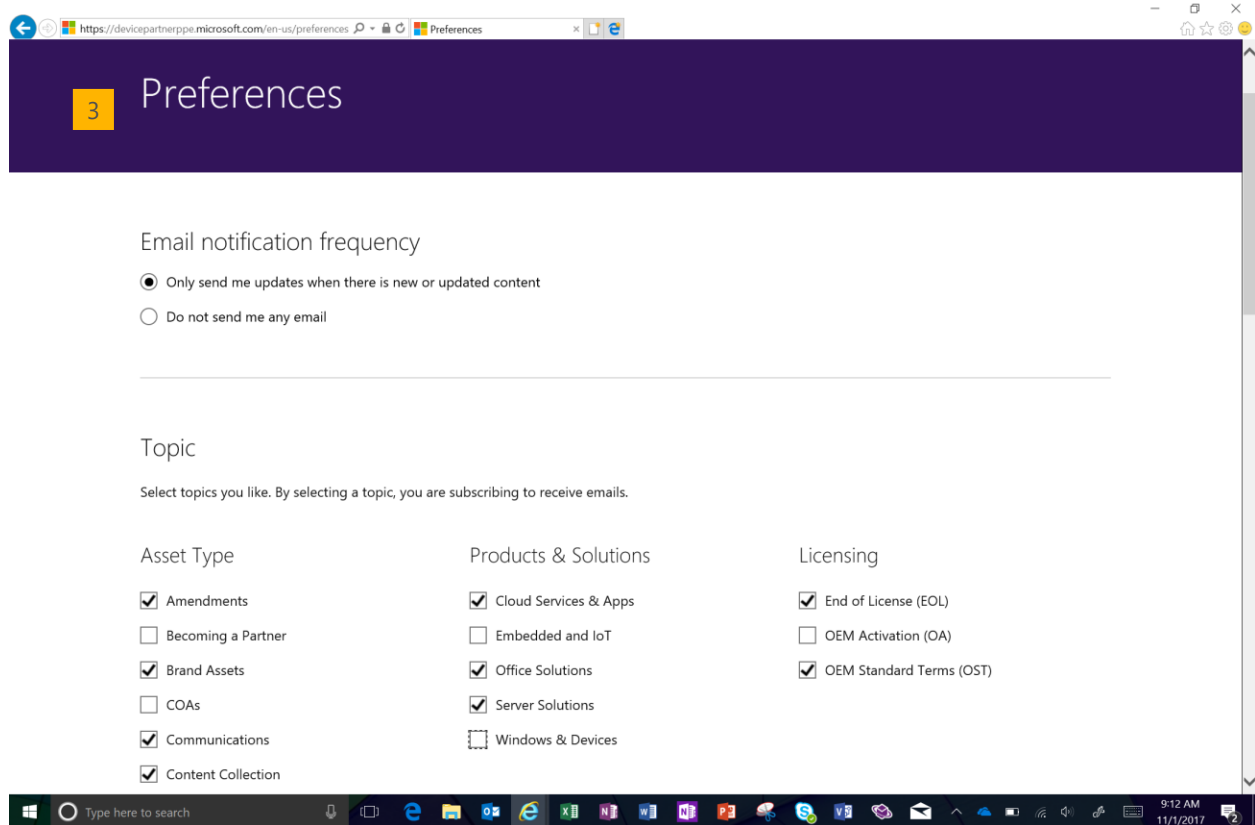 https://devicepartnerppe.microsoft.com/en-us/preferences
Preferences
3
Preferences
Email notification frequency
Only send me updates when there is new or updated content
Do not send me any email
Topic
Select topics you like. By selecting a topic, you are subscribing to receive emails.
Asset Type
Amendments
Becoming a Partner
Brand Assets
COAs
Communications
Content Collection
Products & Solutions
Cloud Services & Apps
Embedded and IoT
Office Solutions
Server Solutions
Windows & Devices
Licensing
End of License (EOL)
OEM Activation (OA)
OEM Standard Terms (OST)
Type here to search
9:12 AM
11/1/2017
2